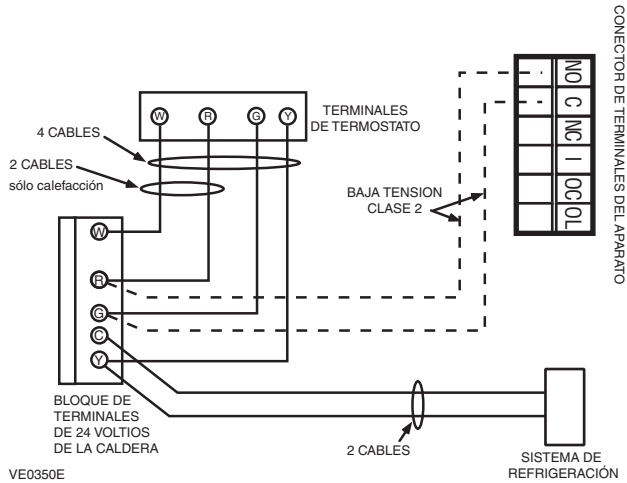 CONECTOR DE TERMINALES DEL APARATO
NO
C
NC
I
OC
OL
W
R
G
Y
TERMINALES
DE TERMOSTATO
4 CABLES
2 CABLES
sólo calefacción
BAJA TENSION
CLASE 2
W
R
G
C
Y
BLOQUE DE
TERMINALES
DE 24 VOLTIOS
DE LA CALDERA
2 CABLES
SISTEMA DE
REFRIGERACIÓN
VE0350E